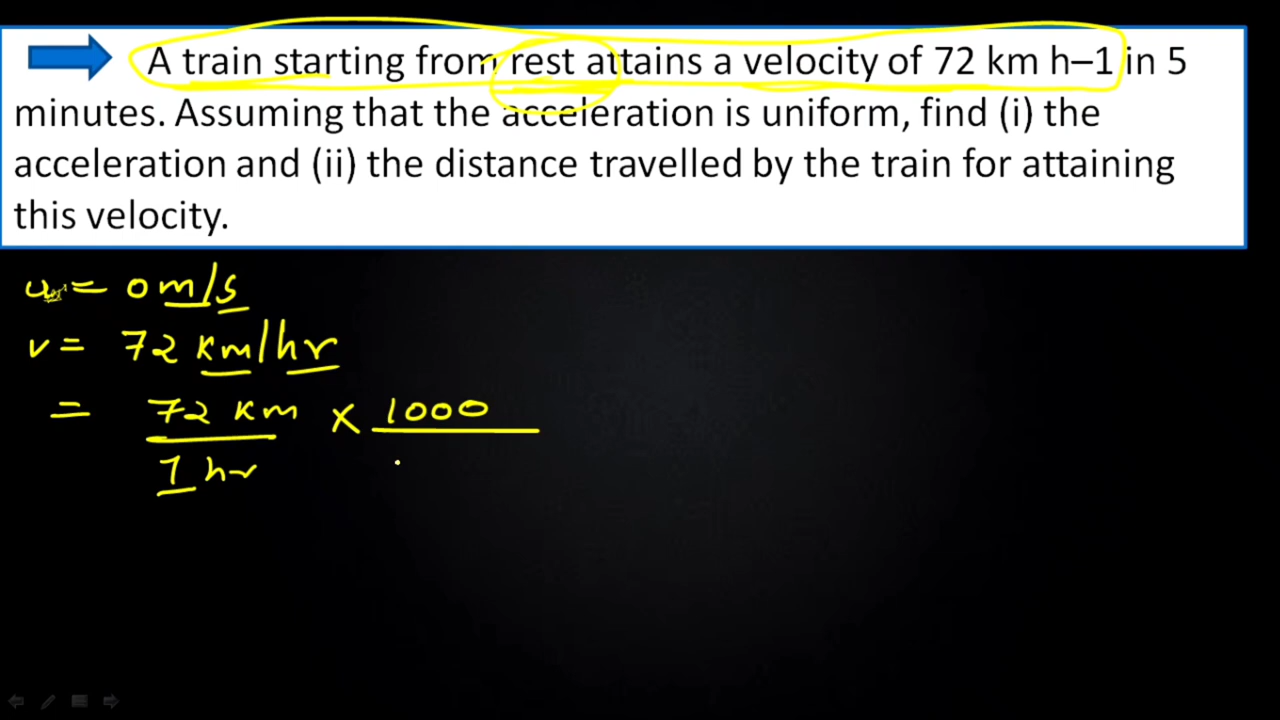 A train starting from rest attains a velocity of 72 km h–1 in 5
minutes. Assuming that the acceleration is uniform, find (i) the
acceleration and (ii) the distance travelled by the train for attaining
this velocity.
u = 0 m/s
v = 72 km/hr
= 72 km × 1000
1 hr